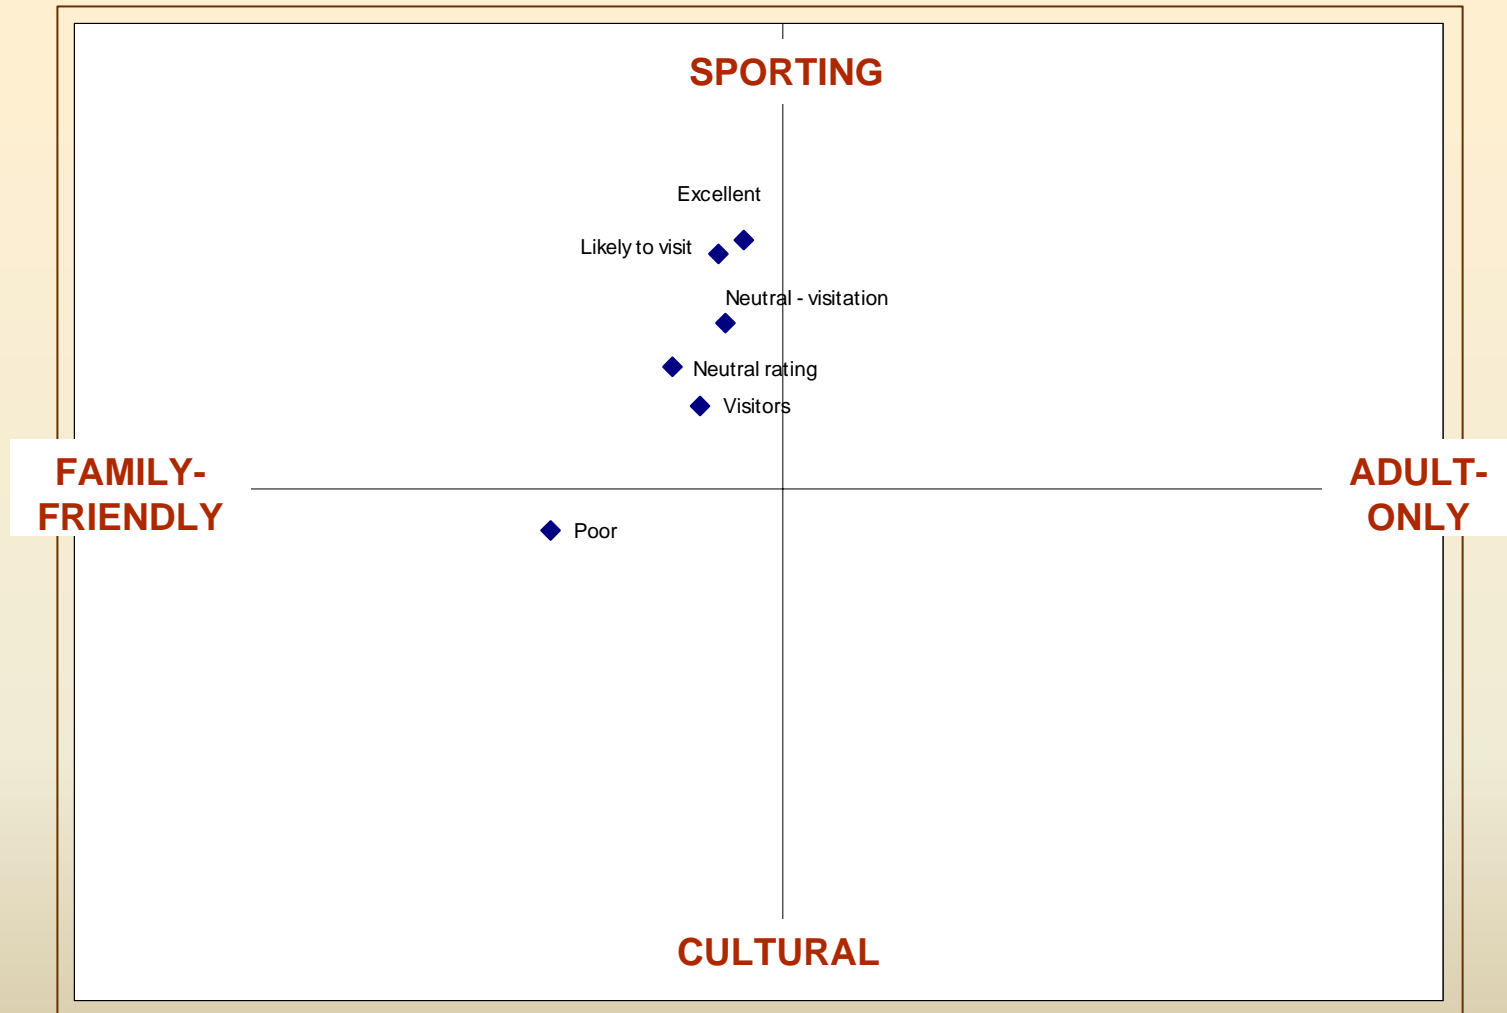 SPORTING
Excellent
Likely to visit
Neutral - visitation
Neutral rating
Visitors
FAMILY-
FRIENDLY
ADULT-
ONLY
Poor
CULTURAL